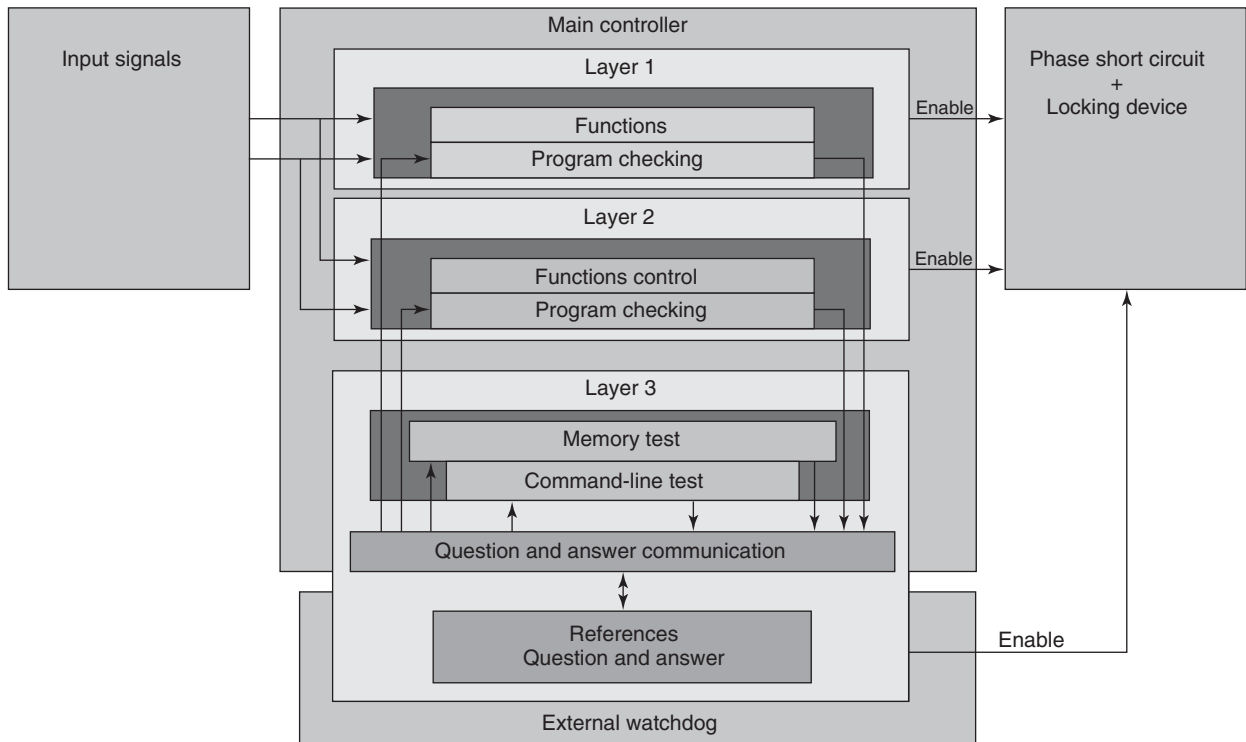 Input signals
Main controller
Layer 1
Functions
Program checking
Enable
Phase short circuit
+
Locking device
Layer 2
Functions control
Program checking
Enable
Layer 3
Memory test
Command-line test
Question and answer communication
References
Question and answer
Enable
External watchdog